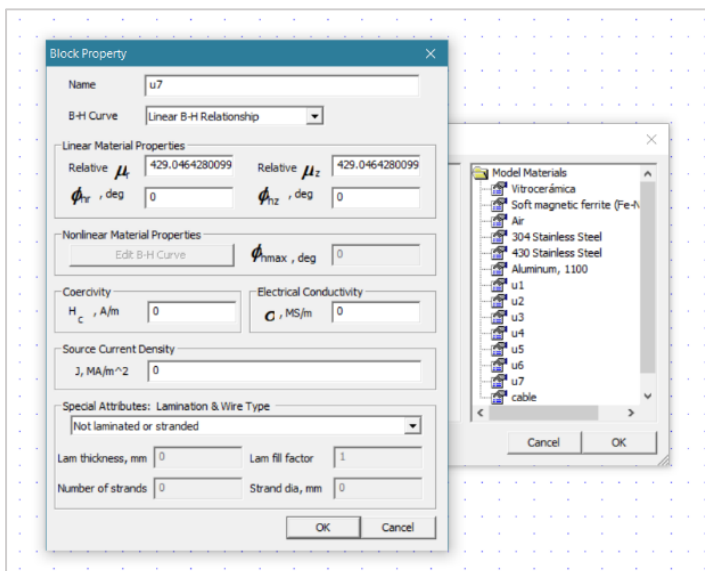 Block Property
Name u7
B-H Curve Linear B-H Relationship
Linear Material Properties
Relative μr 429.0464280099 Relative μz 429.0464280099
ϕhr , deg 0 ϕhz , deg 0
Nonlinear Material Properties
Edit B-H Curve ϕhmax , deg 0
Coercivity Electrical Conductivity
H c , A/m 0 σ , MS/m 0
Source Current Density
J, MA/m^2 0
Special Attributes: Lamination & Wire Type
Not laminated or stranded
Lam thickness, mm 0 Lam fill factor 1
Number of strands 0 Strand dia, mm 0
OK Cancel
Model Materials
Vitrocerámica
Soft magnetic ferrite (Fe-N
Air
304 Stainless Steel
430 Stainless Steel
Aluminum, 1100
u1
u2
u3
u4
u5
u6
u7
cable
Cancel OK